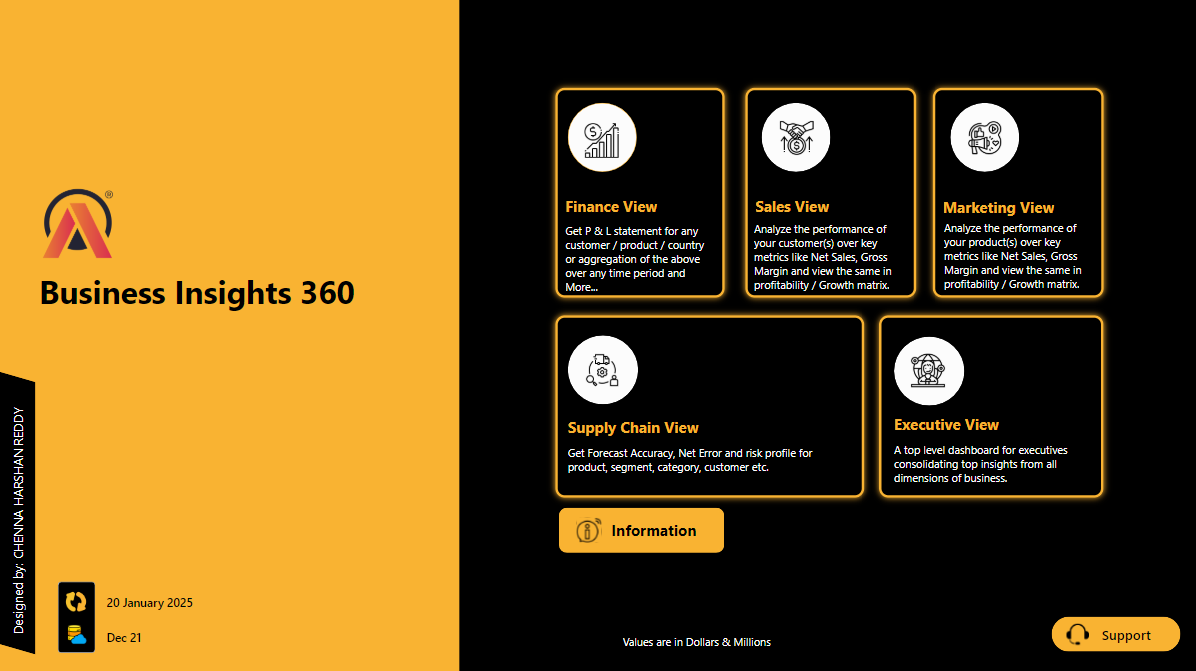 ®
Business Insights 360
Designed by: CHENNA HARSHAN REDDY
20 January 2025
Dec 21
Finance View
Get P & L statement for any
customer / product / country
or aggregation of the above
over any time period and
More...
Sales View
Analyze the performance of
your customer(s) over key
metrics like Net Sales, Gross
Margin and view the same in
profitability / Growth matrix.
Marketing View
Analyze the performance of
your product(s) over key
metrics like Net Sales, Gross
Margin and view the same in
profitability / Growth matrix.
Supply Chain View
Get Forecast Accuracy, Net Error and risk profile for
product, segment, category, customer etc.
Executive View
A top level dashboard for executives
consolidating top insights from all
dimensions of business.
Information
Values are in Dollars & Millions
Support